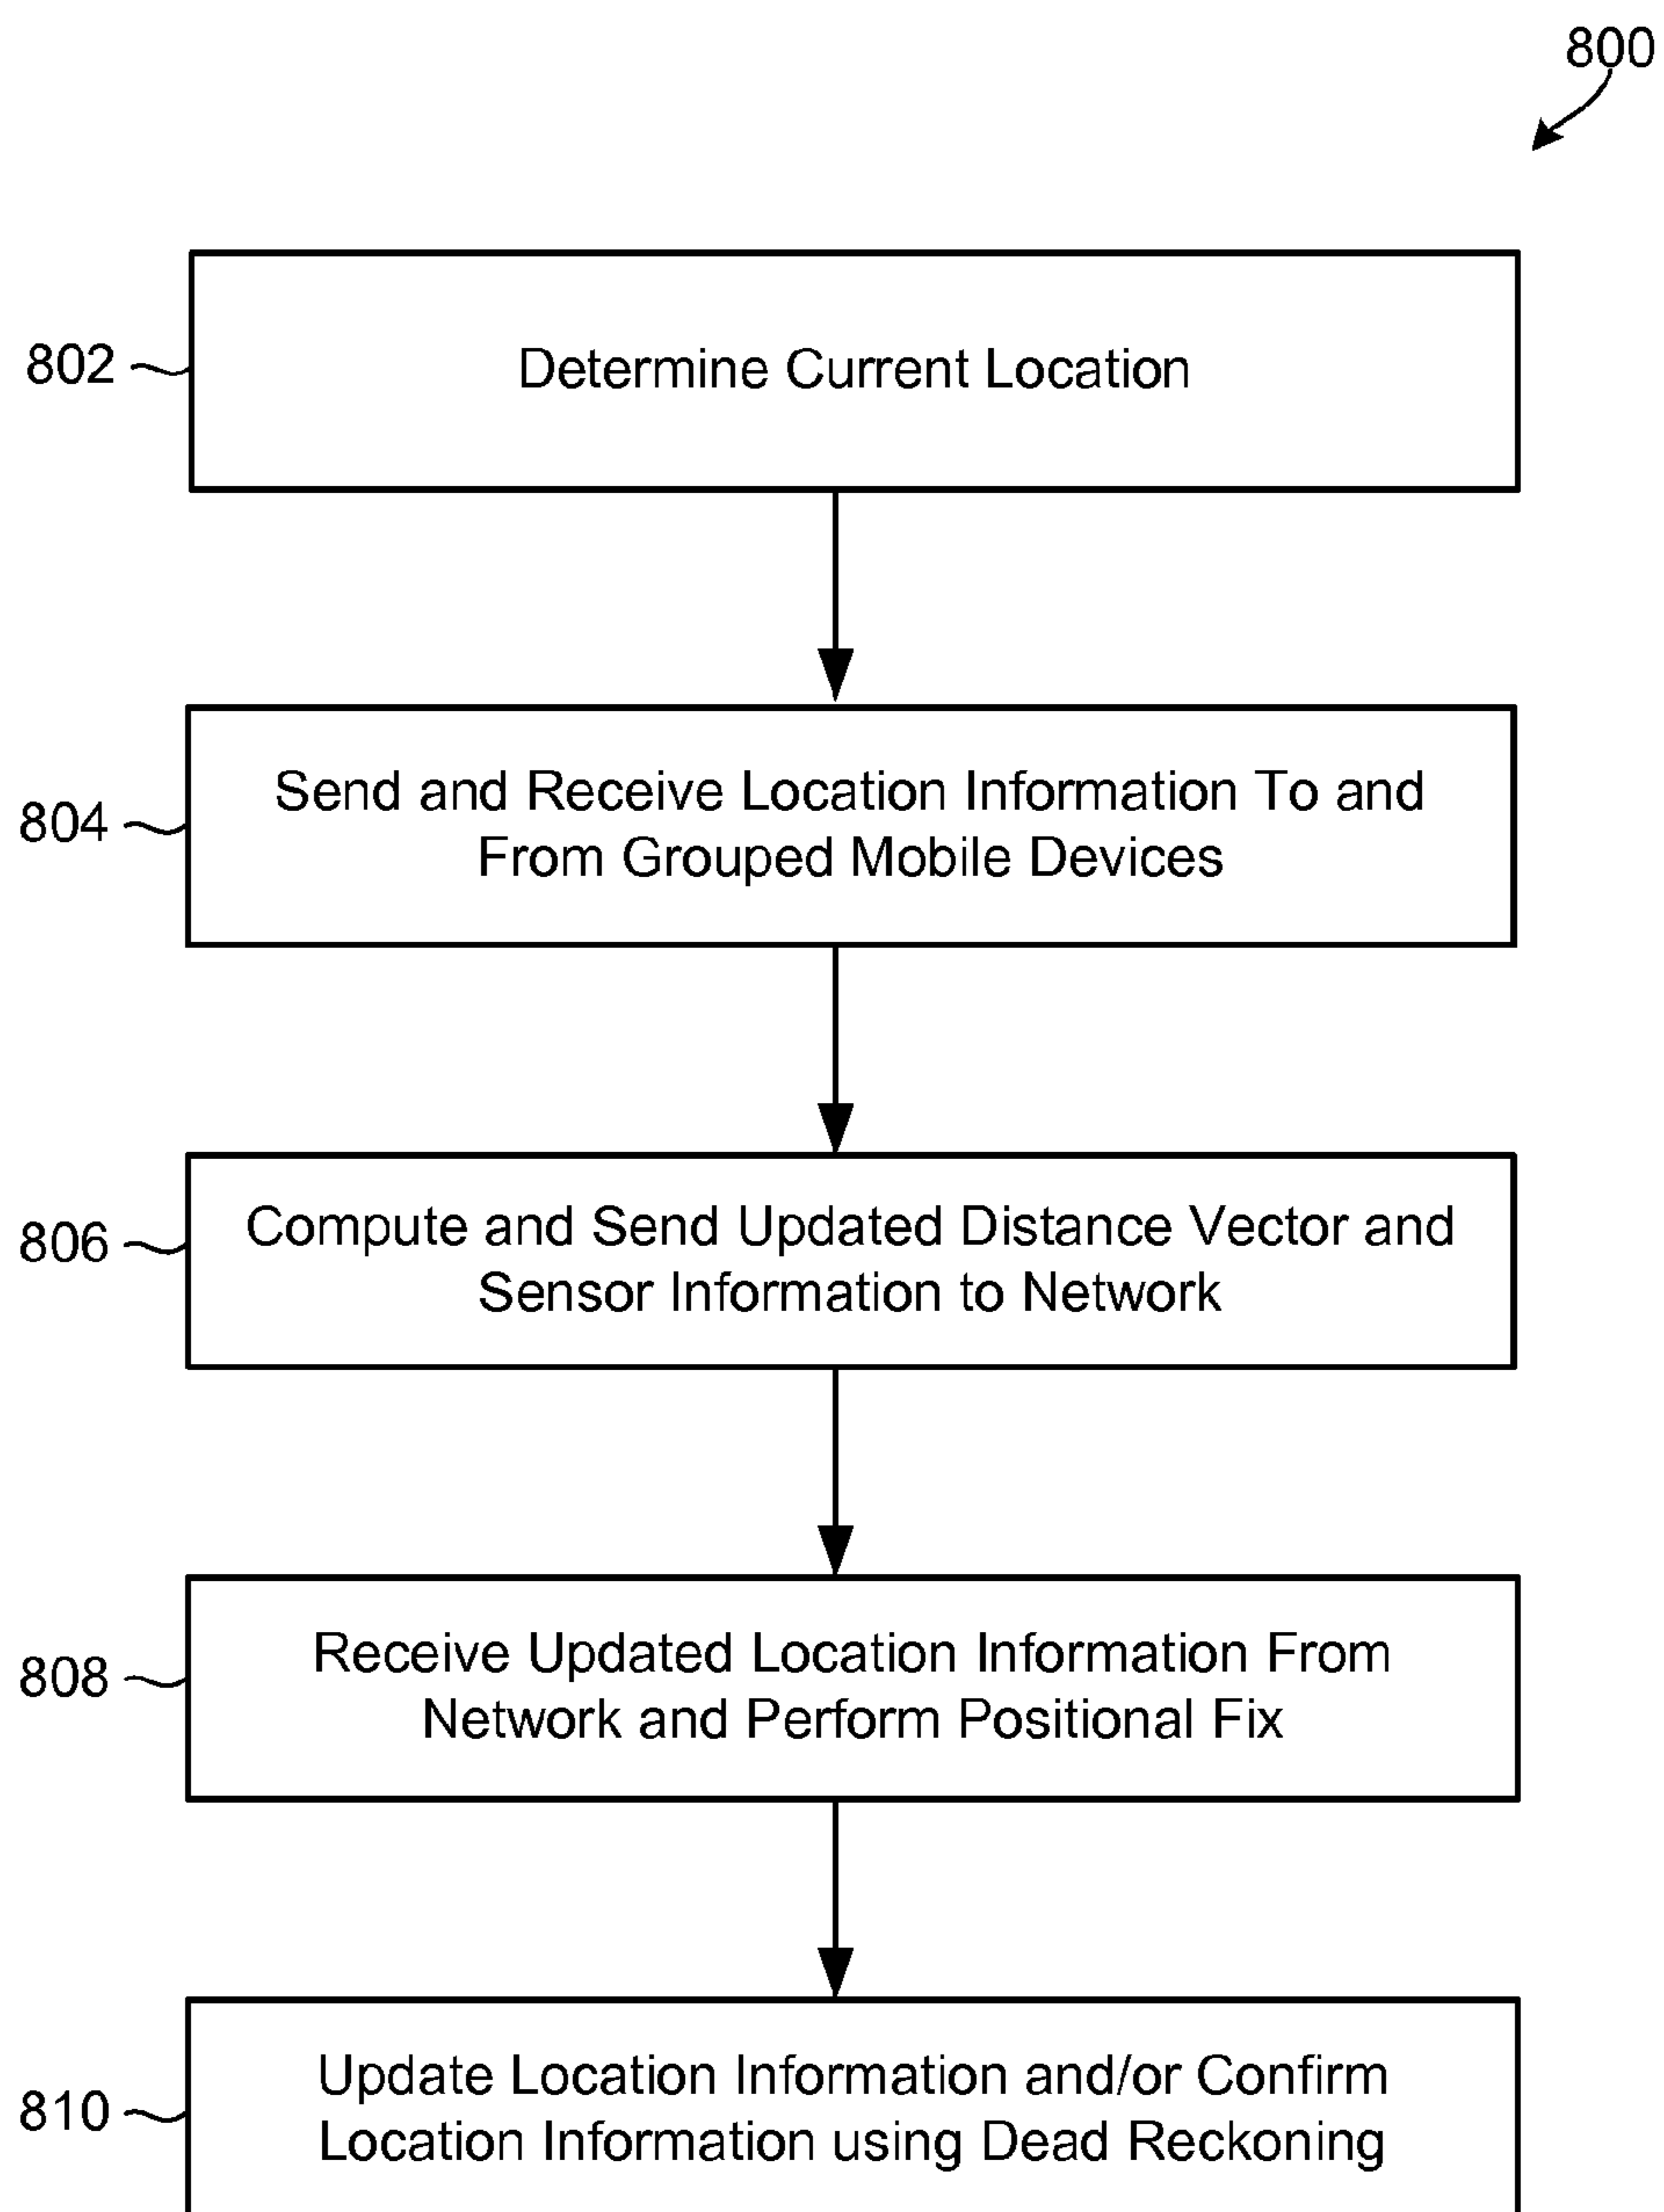 800
802
Determine Current Location
804
Send and Receive Location Information To and
From Grouped Mobile Devices
806
Compute and Send Updated Distance Vector and
Sensor Information to Network
808
Receive Updated Location Information From
Network and Perform Positional Fix
810
Update Location Information and/or Confirm
Location Information using Dead Reckoning